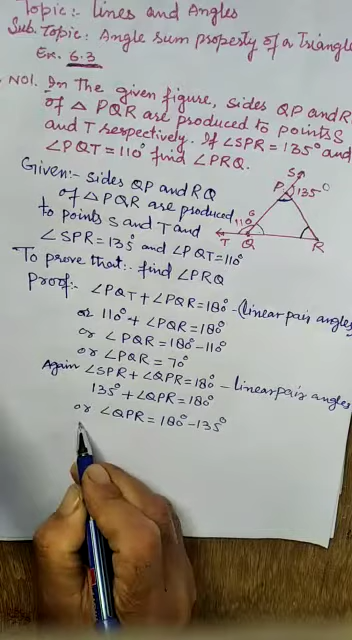 Topic:- Lines and Angles
Sub. Topic: Angle sum property of a Triangle
Ex. 6.3
No1. In the given figure, sides QP and R
of △ PQR are produced to points S
and T respectively. If ∠SPR = 135° and
∠PQT = 110° find ∠PRQ.
Given:- Sides QP and RQ
of △ PQR are produced
to points S and T and
∠SPR = 135° and ∠PQT = 110°
S
P
135°
110°
T
Q
R
To prove that:- find ∠PRQ
Proof:- ∠PQT + ∠PQR = 180° - (linear pair angles
or 110° + ∠PQR = 180°
or ∠PQR = 180° - 110°
or ∠PQR = 70°
Again ∠SPR + ∠QPR = 180° - linear pair angles
135° + ∠QPR = 180°
or ∠QPR = 180° - 135°